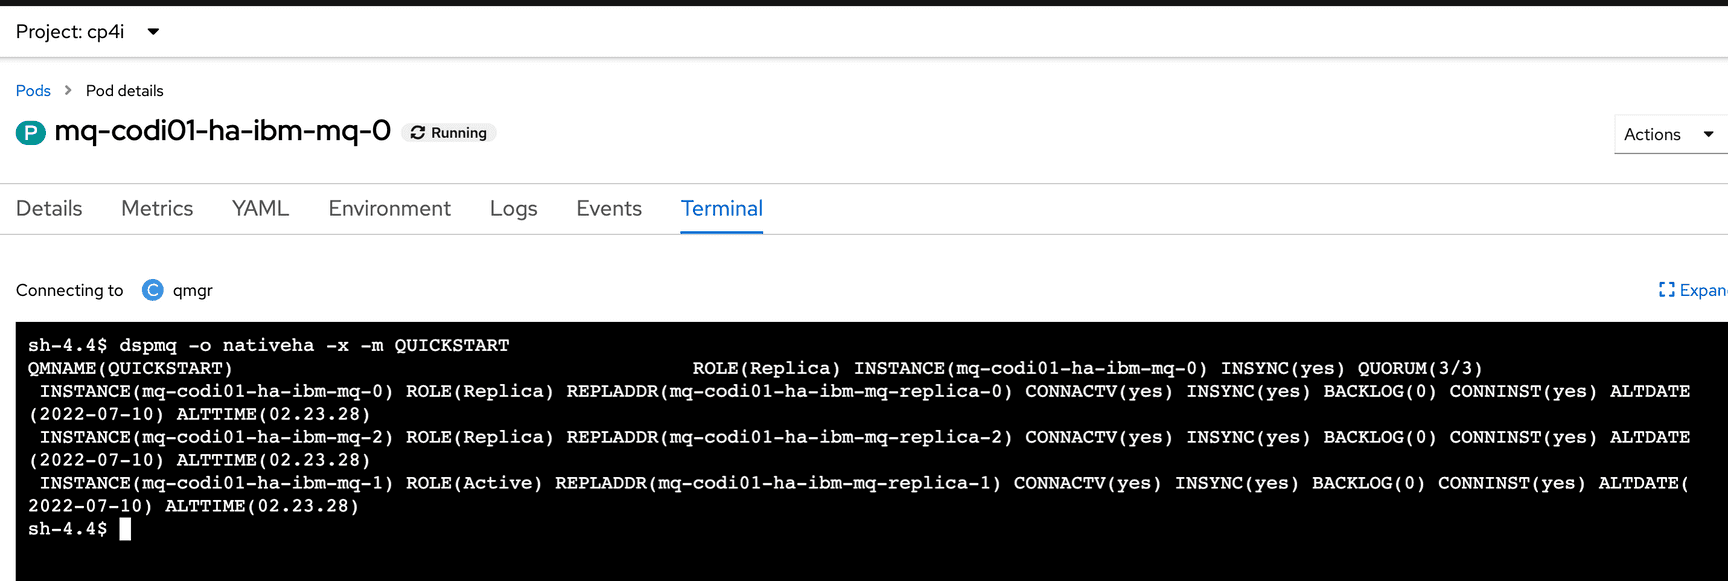 Project: cp4i
Pods > Pod details
P mq-codi01-ha-ibm-mq-0 Running
Actions
Details Metrics YAML Environment Logs Events Terminal
Connecting to C qmgr
Expan
sh-4.4$ dspmq -o nativeha -x -m QUICKSTART
QMNAME(QUICKSTART) ROLE(Replica) INSTANCE(mq-codi01-ha-ibm-mq-0) INSYNC(yes) QUORUM(3/3)
INSTANCE(mq-codi01-ha-ibm-mq-0) ROLE(Replica) REPLADDR(mq-codi01-ha-ibm-mq-replica-0) CONNACTV(yes) INSYNC(yes) BACKLOG(0) CONNINST(yes) ALTDATE
(2022-07-10) ALTTIME(02.23.28)
INSTANCE(mq-codi01-ha-ibm-mq-2) ROLE(Replica) REPLADDR(mq-codi01-ha-ibm-mq-replica-2) CONNACTV(yes) INSYNC(yes) BACKLOG(0) CONNINST(yes) ALTDATE
(2022-07-10) ALTTIME(02.23.28)
INSTANCE(mq-codi01-ha-ibm-mq-1) ROLE(Active) REPLADDR(mq-codi01-ha-ibm-mq-replica-1) CONNACTV(yes) INSYNC(yes) BACKLOG(0) CONNINST(yes) ALTDATE(
2022-07-10) ALTTIME(02.23.28)
sh-4.4$